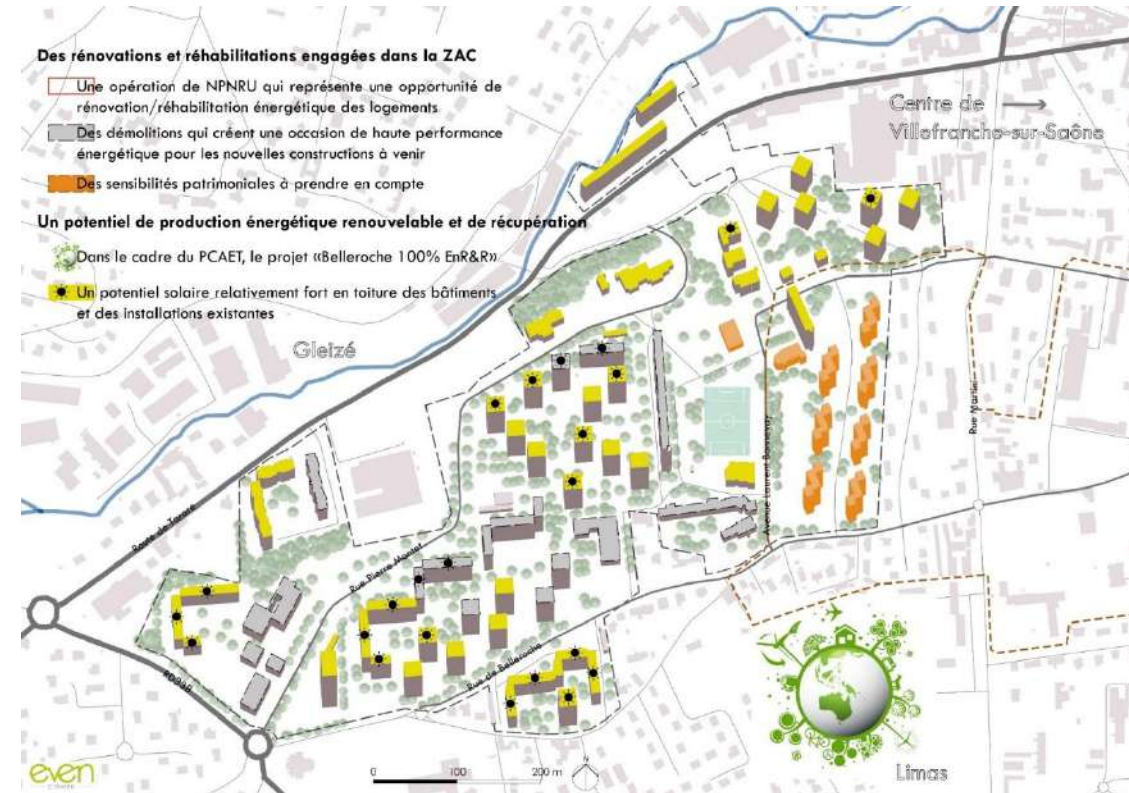 Des rénovations et réhabilitations engagées dans la ZAC
Une opération de NPNRU qui représente une opportunité de
rénovation/réhabilitation énergétique des logements
Des démolitions qui créent une occasion de haute performance
énergétique pour les nouvelles constructions à venir
Des sensibilités patrimoniales à prendre en compte
Un potentiel de production énergétique renouvelable et de récupération
Dans le cadre du PCAET, le projet «Belleroche 100% EnR&R»
Un potentiel solaire relativement fort en toiture des bâtiments
et des installations existantes
Centre de
Villefranche-sur-Saône
Gleizé
Rue Martini
Avenue Laurent Bonnevay
Route de Tarare
Rue Pierre Montet
Rue de Belleroche
RD338
0 100 200 m
N
Limas
even